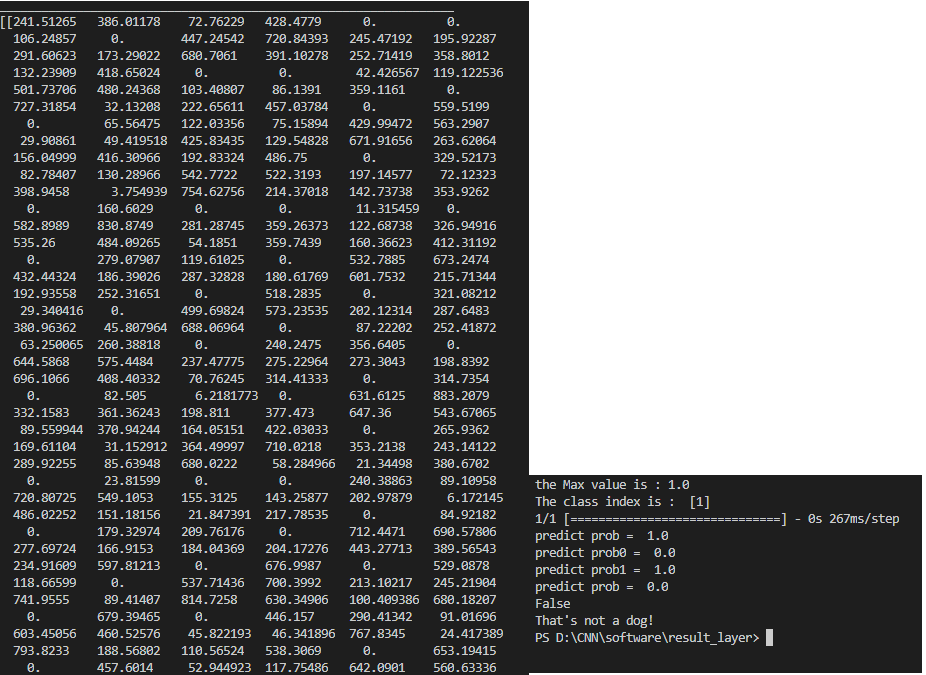 [[241.51265 386.01178 72.76229 428.4779 0. 0.
106.24857 0. 447.24542 720.84393 245.47192 195.92287
291.60623 173.29022 680.7061 391.10278 252.71419 358.8012
132.23909 418.65024 0. 0. 42.426567 119.122536
501.73706 480.24368 103.40807 86.1391 359.1161 0.
727.31854 32.13208 222.65611 457.03784 0. 559.5199
0. 65.56475 122.03356 75.15894 429.99472 563.2907
29.90861 49.419518 425.83435 129.54828 671.91656 263.62064
156.04999 416.30966 192.83324 486.75 0. 329.52173
82.78407 130.28966 542.7722 522.3193 197.14577 72.12323
398.9458 3.754939 754.62756 214.37018 142.73738 353.9262
0. 160.6029 0. 0. 11.315459 0.
582.8989 830.8749 281.28745 359.26373 122.68738 326.94916
535.26 484.09265 54.1851 359.7439 160.36623 412.31192
0. 279.07907 119.61025 0. 532.7885 673.2474
432.44324 186.39026 287.32828 180.61769 601.7532 215.71344
192.93558 252.31651 0. 518.2835 0. 321.08212
29.340416 0. 499.69824 573.23535 202.12314 287.6483
380.96362 45.807964 688.06964 0. 87.22202 252.41872
63.250065 260.38818 0. 240.2475 356.6405 0.
644.5868 575.4484 237.47775 275.22964 273.3043 198.8392
696.1066 408.40332 70.76245 314.41333 0. 314.7354
0. 82.505 6.2181773 0. 631.6125 883.2079
332.1583 361.36243 198.811 377.473 647.36 543.67065
89.559944 370.94244 164.05151 422.03033 0. 265.9362
169.61104 31.152912 364.49997 710.0218 353.2138 243.14122
289.92255 85.63948 680.0222 58.284966 21.34498 380.6702
0. 23.81599 0. 0. 240.38863 89.10958
720.80725 549.1053 155.3125 143.25877 202.97879 6.172145
486.02252 151.18156 21.847391 217.78535 0. 84.92182
0. 179.32974 209.76176 0. 712.4471 690.57806
277.69724 166.9153 184.04369 204.17276 443.27713 389.56543
234.91609 597.81213 0. 676.9987 0. 529.0878
118.66599 0. 537.71436 700.3992 213.10217 245.21904
741.9555 89.41407 814.7258 630.34906 100.409386 680.18207
0. 679.39465 0. 446.157 290.41342 91.01696
603.45056 460.52576 45.822193 46.341896 767.8345 24.417389
793.8233 188.56802 110.56524 538.3069 0. 653.19415
0. 457.6014 52.944923 117.75486 642.0901 560.63336
the Max value is : 1.0
The class index is :  [1]
1/1 [==============================] - 0s 267ms/step
predict prob =  1.0
predict prob0 =  0.0
predict prob1 =  1.0
predict prob =  0.0
False
That's not a dog!
PS D:\CNN\software\result_layer>